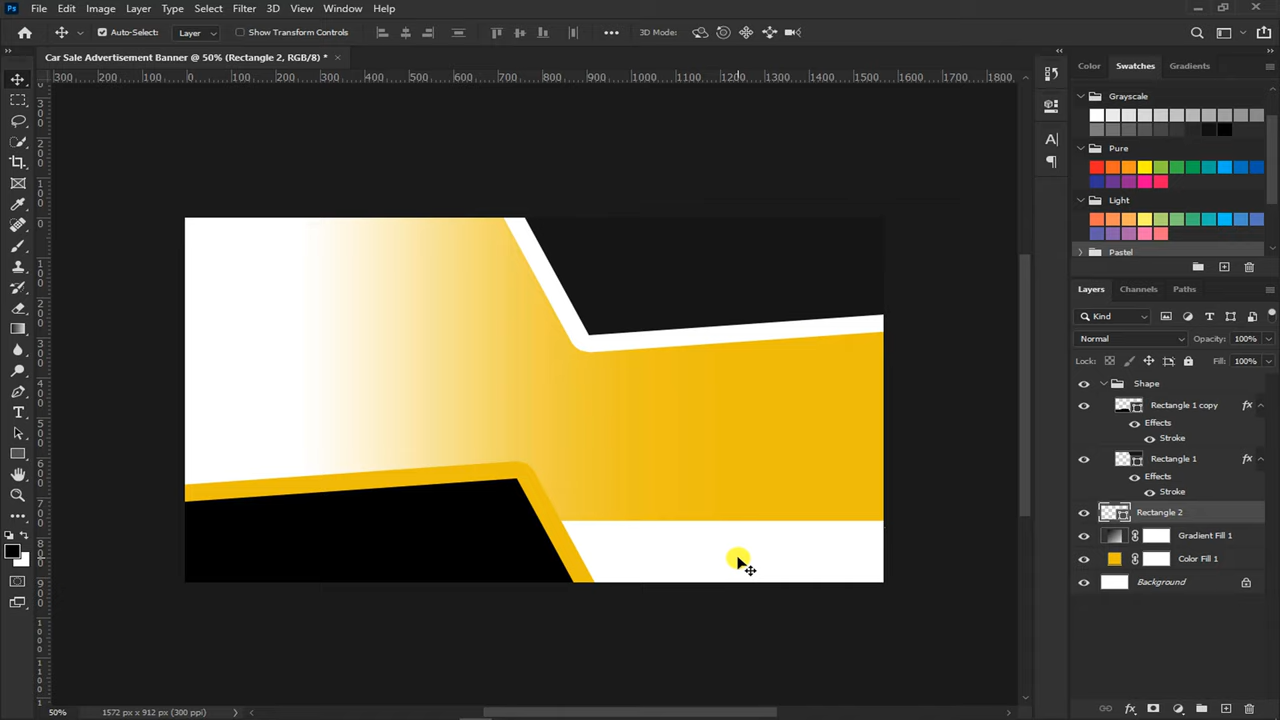 Ps File Edit Image Layer Type Select Filter 3D View Window Help
Auto-Select: Layer Show Transform Controls 3D Mode:
Car Sale Advertisement Banner @ 50% (Rectangle 2, RGB/8) *
300 200 100 0 100 200 300 400 500 600 700 800 900 1000 1100 1200 1300 1400 1500 1600 1700 1800
Color Swatches Gradients
Grayscale
Pure
Light
Pastel
Layers Channels Paths
Kind
Normal Opacity: 100%
Lock: Fill: 100%
Shape
Rectangle 1 copy fx
Effects
Stroke
Rectangle 1 fx
Effects
Stroke
Rectangle 2
Gradient Fill 1
Color Fill 1
Background
50% 1572 px x 912 px (300 ppi)